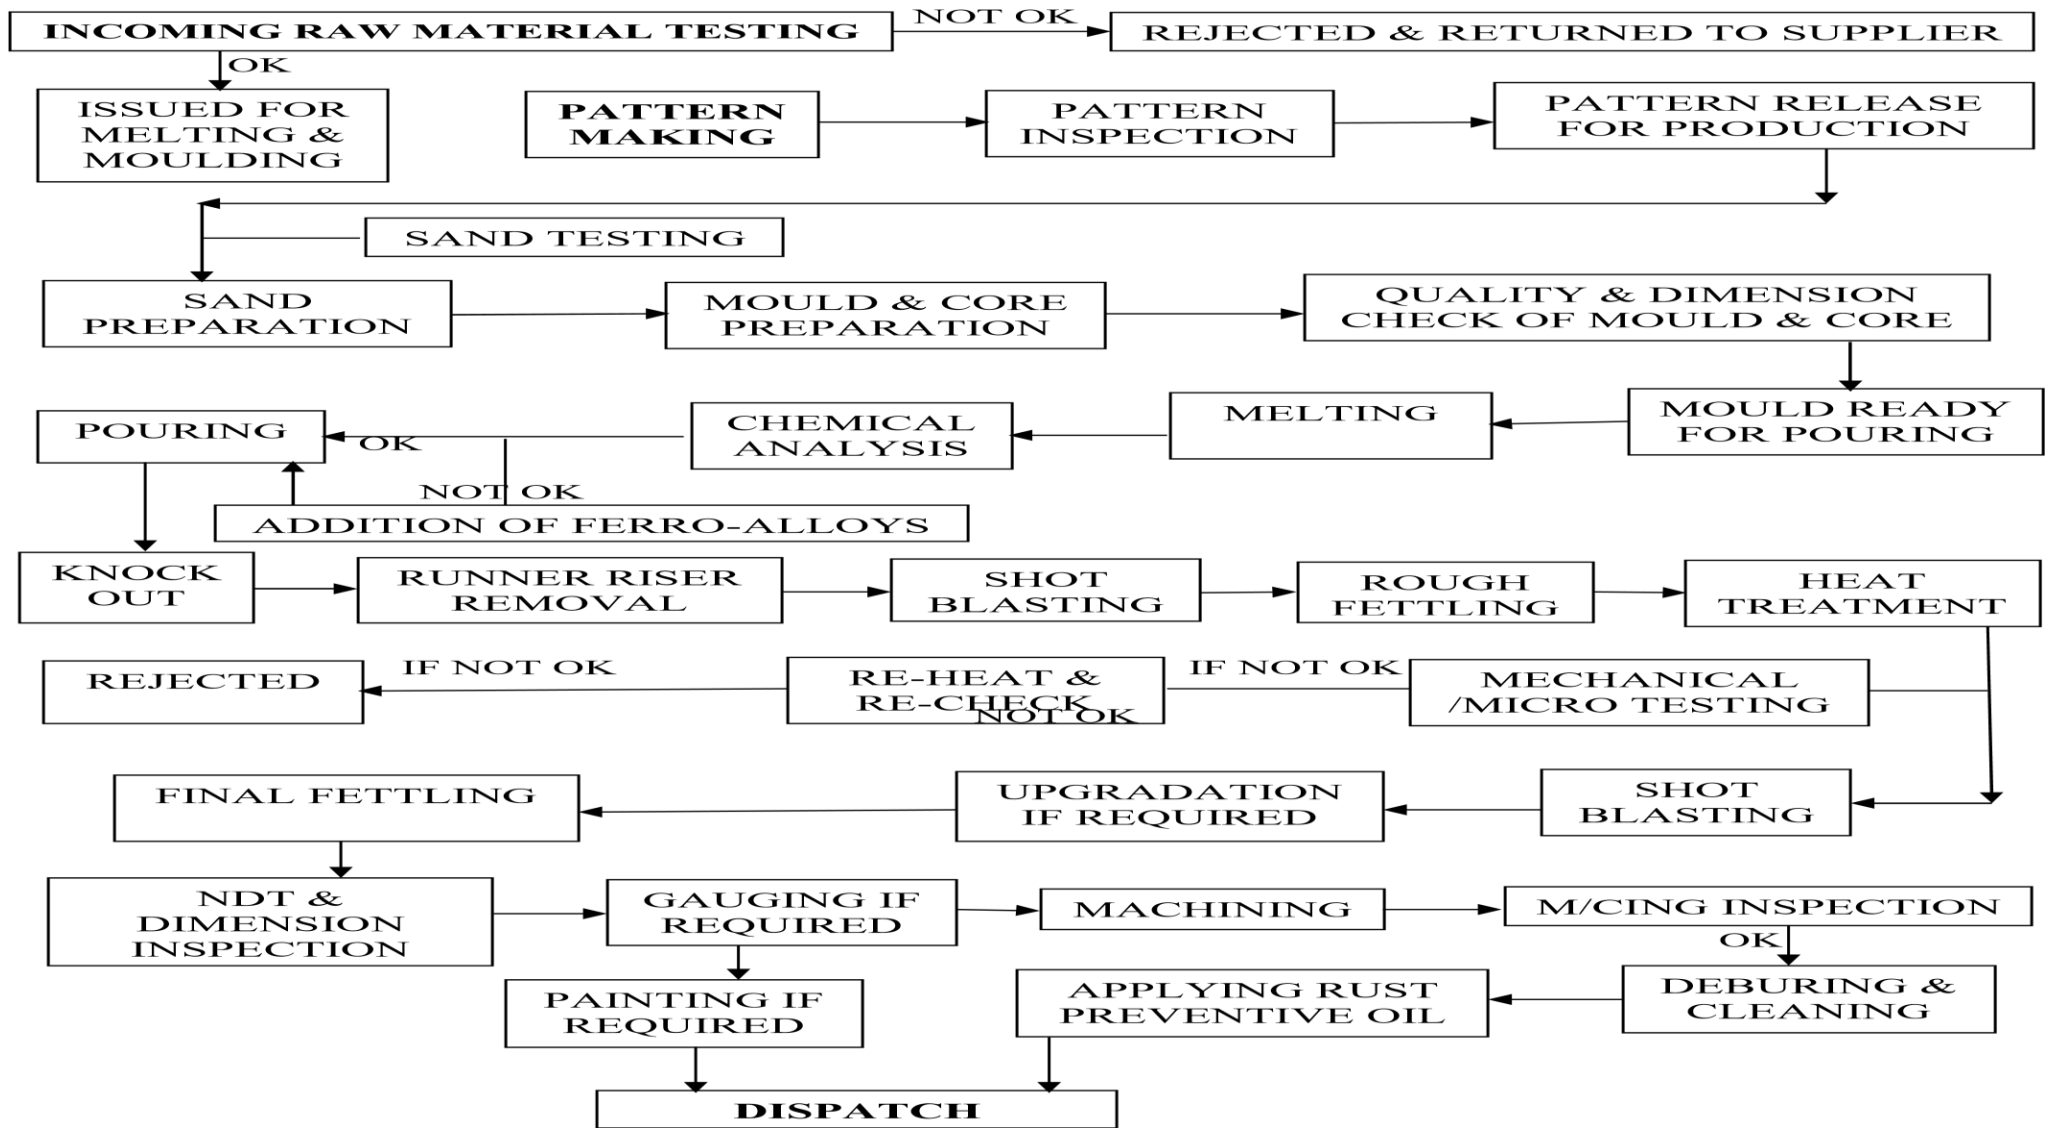 INCOMING RAW MATERIAL TESTING
NOT OK
REJECTED & RETURNED TO SUPPLIER
OK
ISSUED FOR
MELTING &
MOULDING
PATTERN
MAKING
PATTERN
INSPECTION
PATTERN RELEASE
FOR PRODUCTION
SAND TESTING
SAND
PREPARATION
MOULD & CORE
PREPARATION
QUALITY & DIMENSION
CHECK OF MOULD & CORE
MOULD READY
FOR POURING
MELTING
CHEMICAL
ANALYSIS
OK
POURING
NOT OK
ADDITION OF FERRO-ALLOYS
KNOCK
OUT
RUNNER RISER
REMOVAL
SHOT
BLASTING
ROUGH
FETTLING
HEAT
TREATMENT
MECHANICAL
/MICRO TESTING
IF NOT OK
RE-HEAT &
RE-CHECK
NOT OK
IF NOT OK
REJECTED
SHOT
BLASTING
UPGRADATION
IF REQUIRED
FINAL FETTLING
NDT &
DIMENSION
INSPECTION
GAUGING IF
REQUIRED
MACHINING
M/CING INSPECTION
OK
DEBURING &
CLEANING
APPLYING RUST
PREVENTIVE OIL
PAINTING IF
REQUIRED
DISPATCH